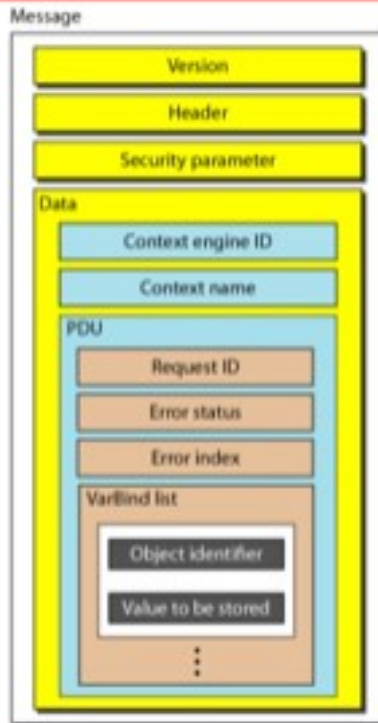 Message
Version
Header
Security parameter
Data
Context engine ID
Context name
PDU
Request ID
Error status
Error index
VarBind list
Object identifier
Value to be stored